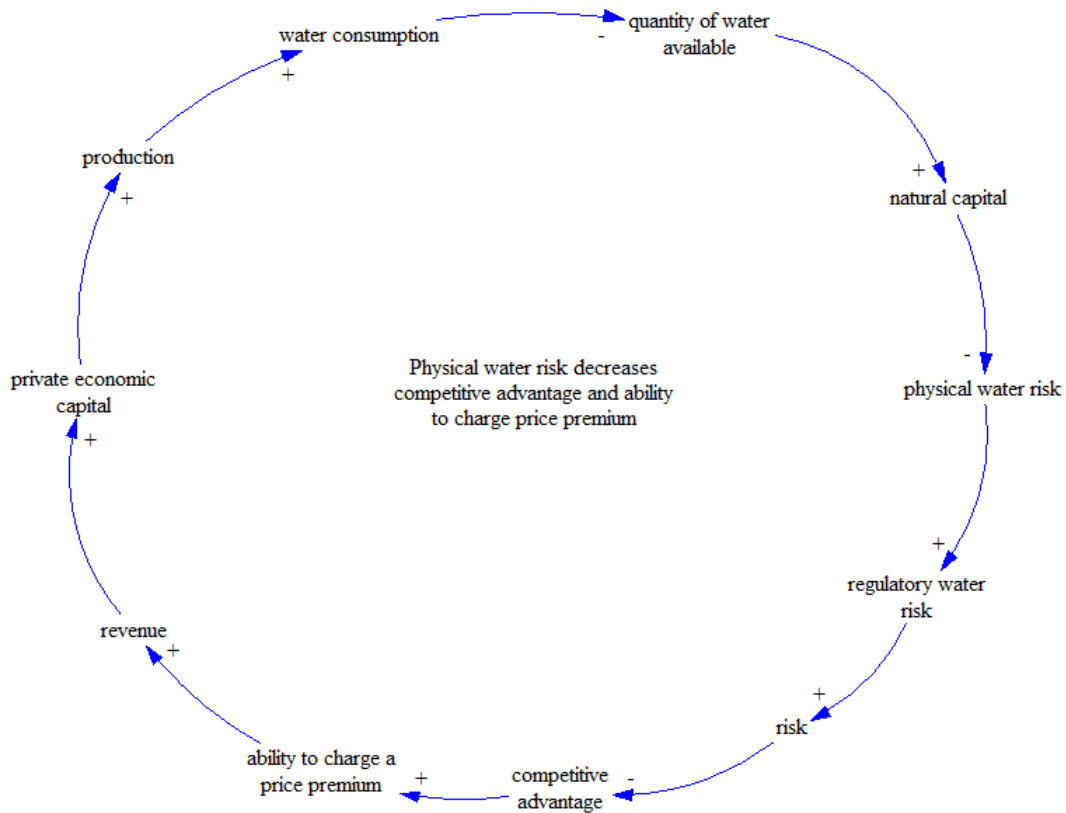 water consumption
-
quantity of water
available
+
natural capital
-
physical water risk
+
regulatory water
risk
+
risk
-
competitive
advantage
+
ability to charge a
price premium
+
revenue
+
private economic
capital
+
production
+
Physical water risk decreases
competitive advantage and ability
to charge price premium